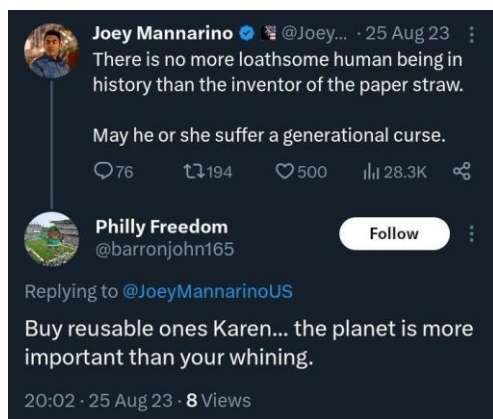 Joey Mannarino @Joey... · 25 Aug 23
There is no more loathsome human being in
history than the inventor of the paper straw.
May he or she suffer a generational curse.
76 194 500 28.3K
Philly Freedom
Follow
@barronjohn165
Replying to @JoeyMannarinoUS
Buy reusable ones Karen... the planet is more
important than your whining.
20:02 · 25 Aug 23 · 8 Views